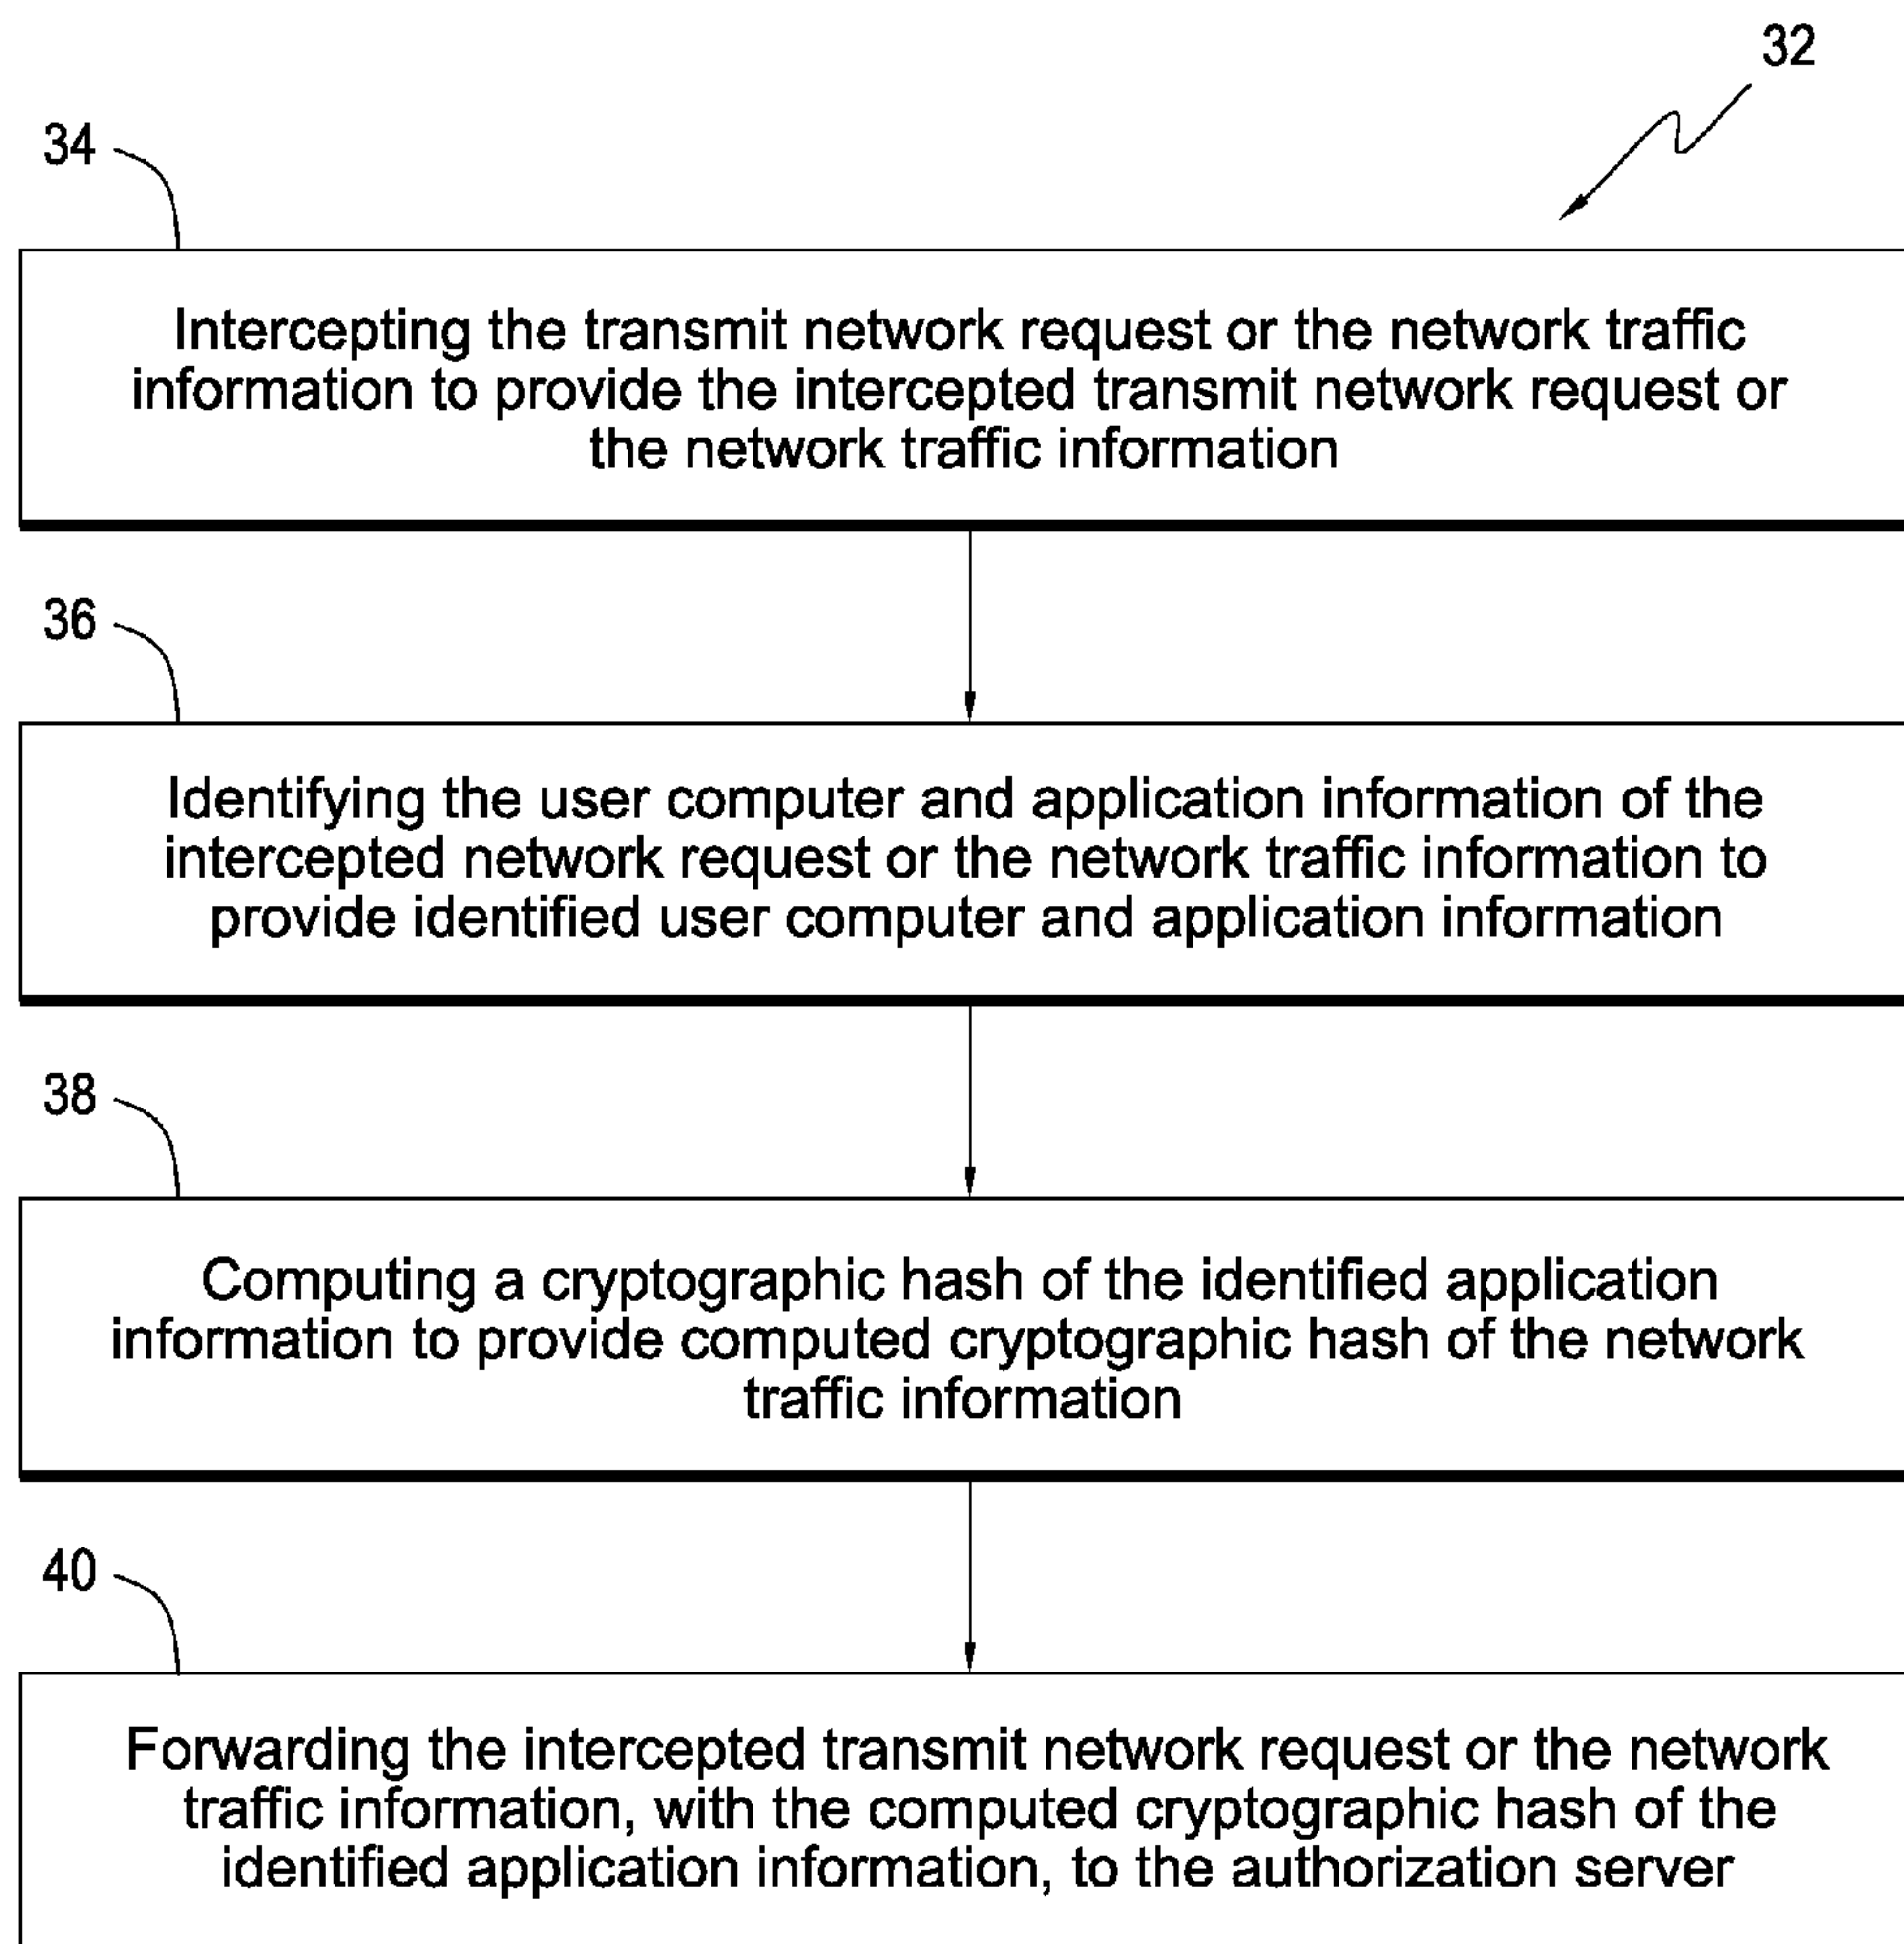 32
34
Intercepting the transmit network request or the network traffic
information to provide the intercepted transmit network request or
the network traffic information
36
Identifying the user computer and application information of the
intercepted network request or the network traffic information to
provide identified user computer and application information
38
Computing a cryptographic hash of the identified application
information to provide computed cryptographic hash of the network
traffic information
40
Forwarding the intercepted transmit network request or the network
traffic information, with the computed cryptographic hash of the
identified application information, to the authorization server